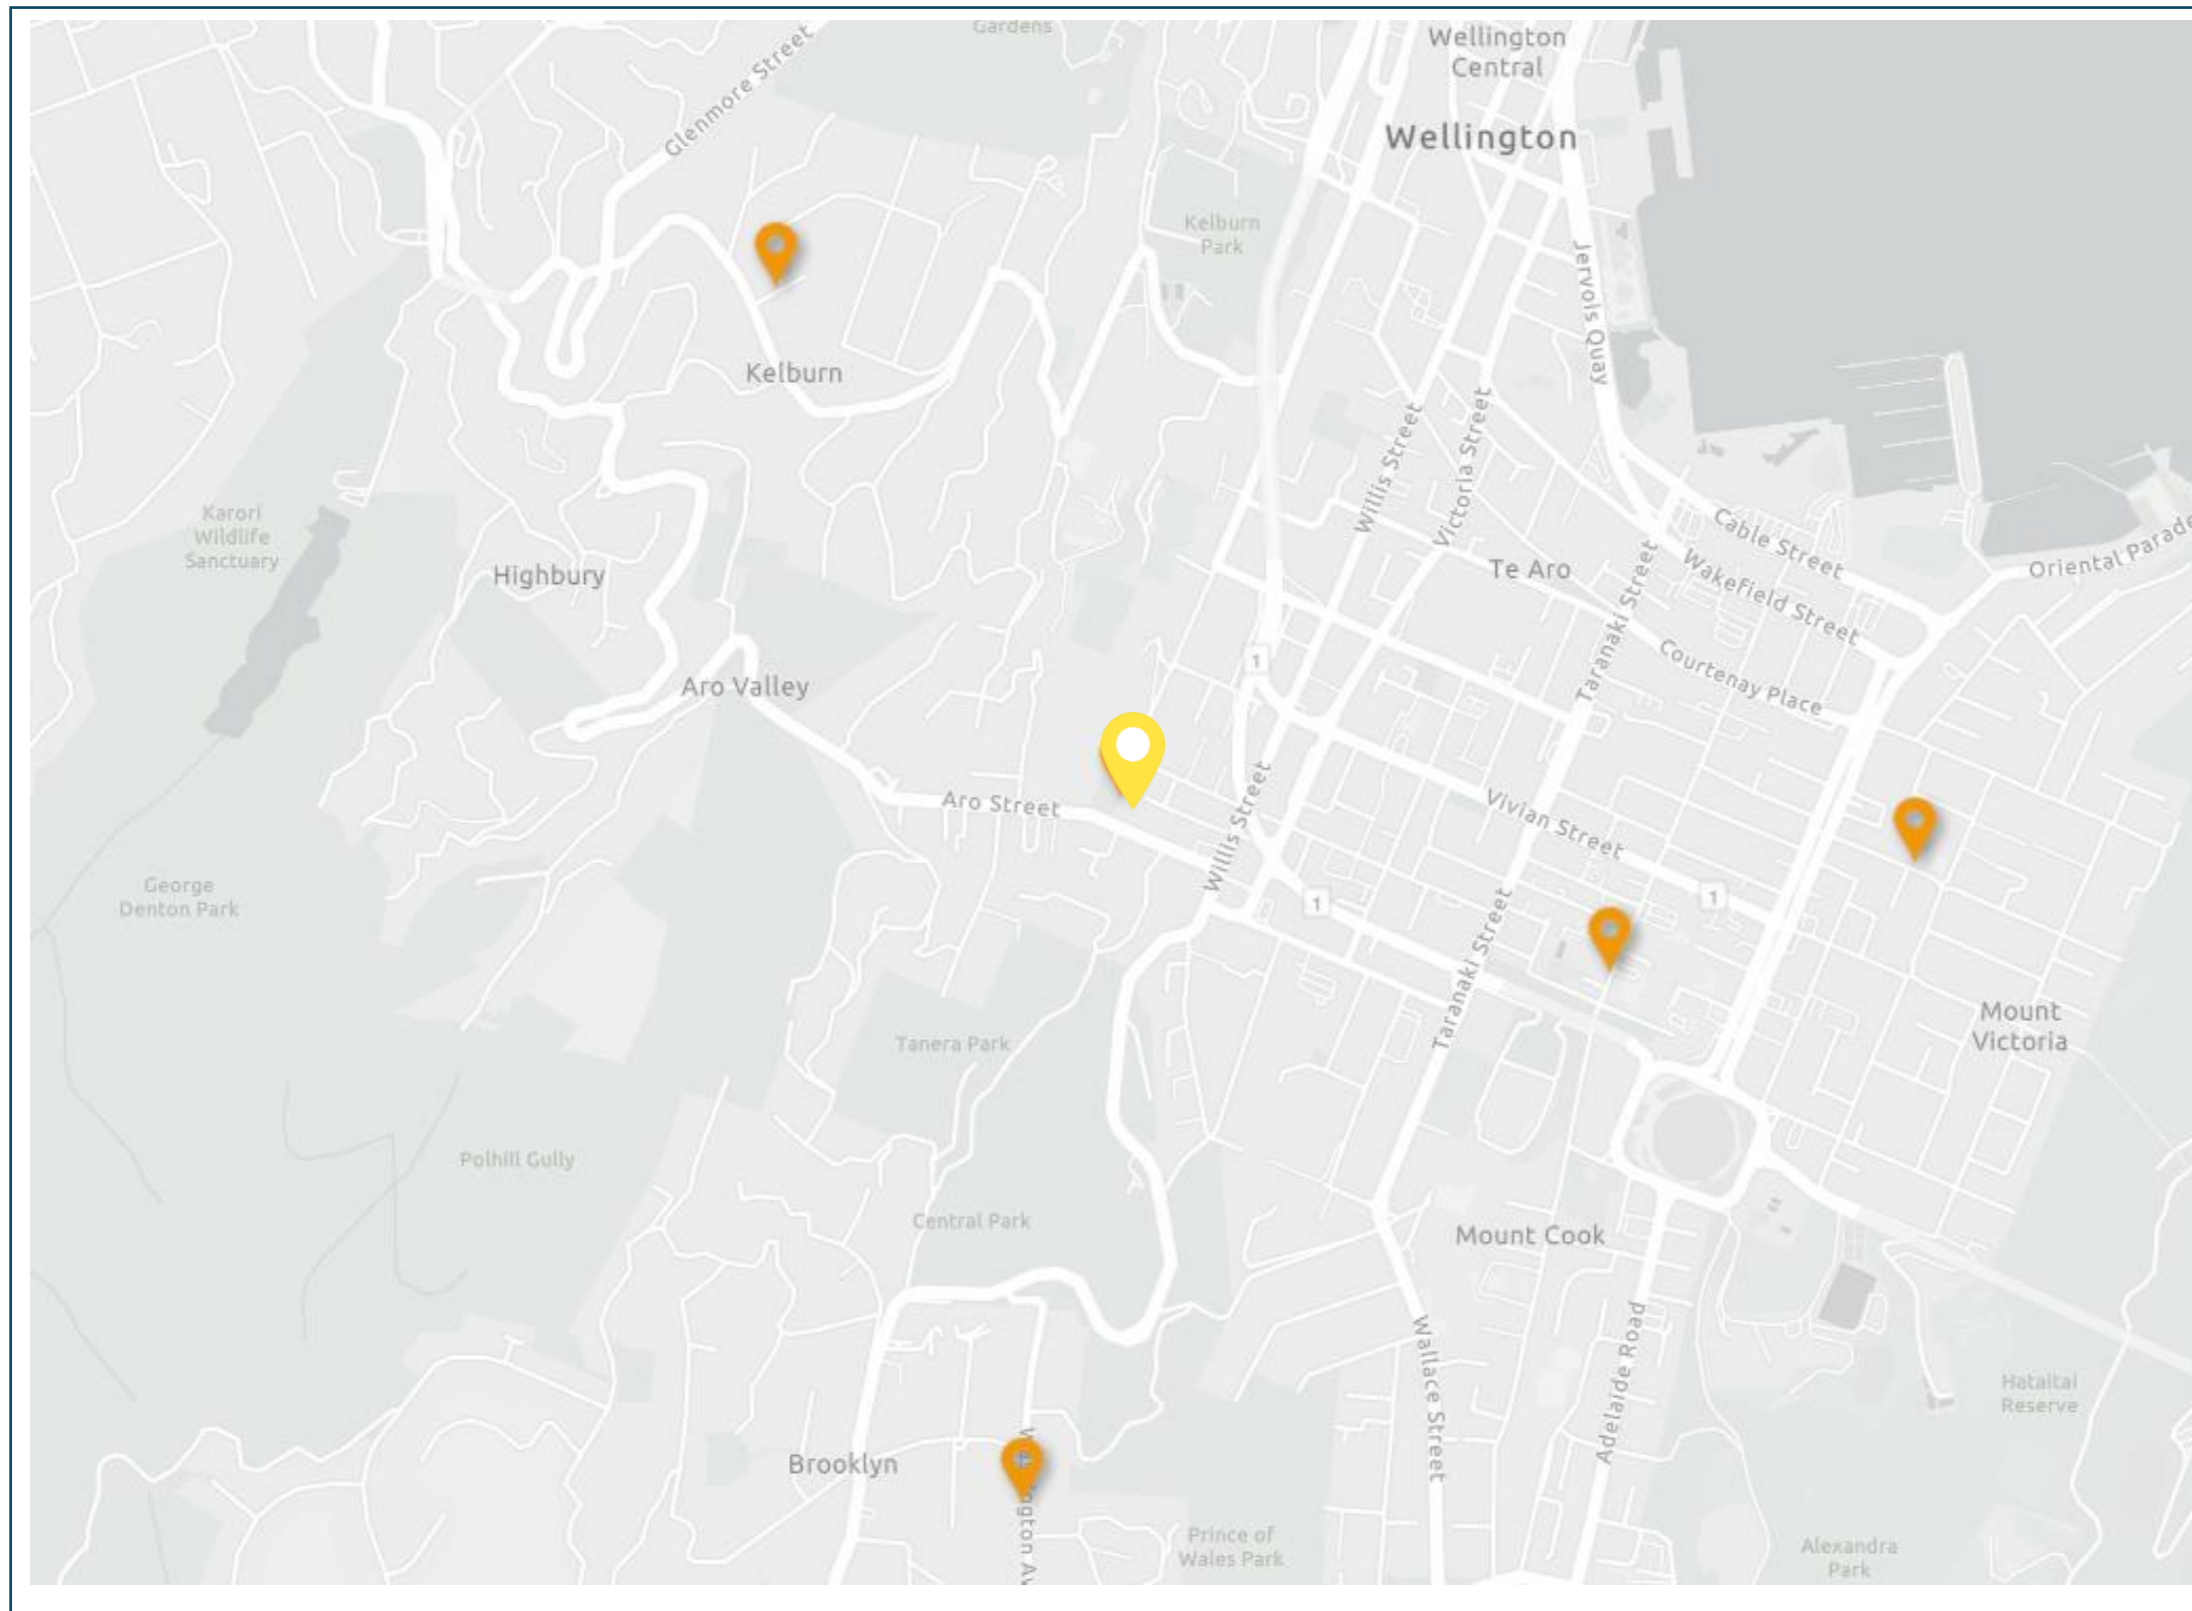 Gardens
Wellington
Central
Glenmore Street
Wellington
Kelburn
Park
Jervois Quay
Kelburn
Willis Street
Victoria Street
Karori
Wildlife
Sanctuary
Cable Street
Oriental Parade
Te Aro
Highbury
Taranaki Street
Wakefield Street
Courtenay Place
1
Aro Valley
Aro Street
Willis Street
Vivian Street
George
Denton Park
1
1
Taranaki Street
Mount
Victoria
Tanera Park
Polhill Gully
Central Park
Mount Cook
Wallace Street
Adelaide Road
Hataitai
Reserve
Brooklyn
Prince of
Wales Park
Alexandra
Park